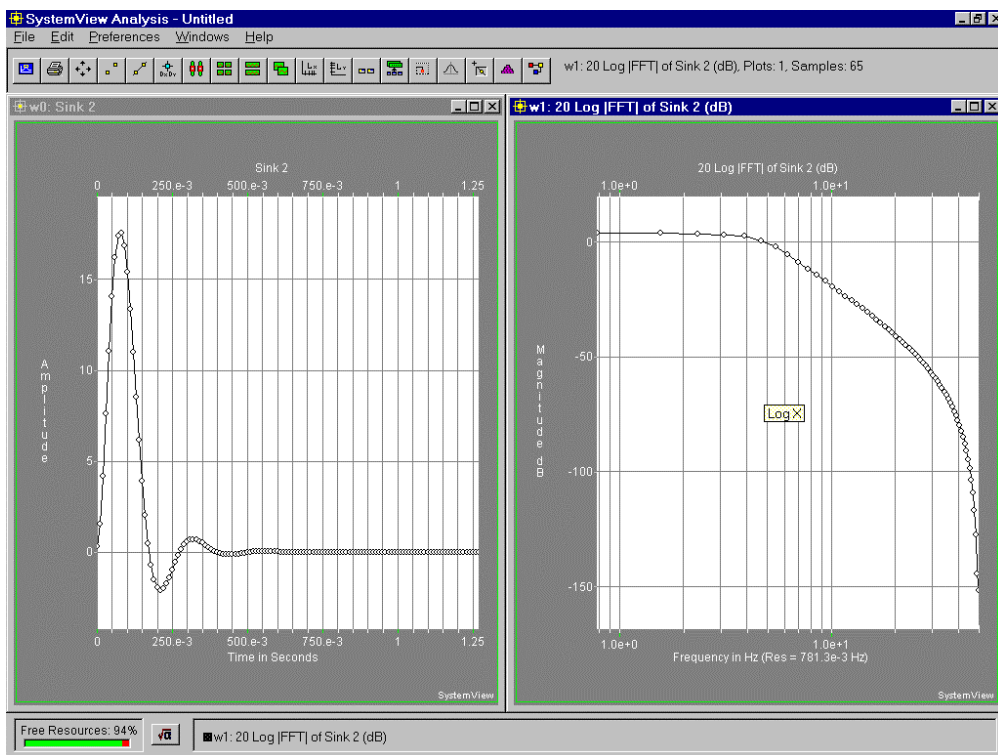 SystemView Analysis - Untitled
File Edit Preferences Windows Help
w1: 20 Log |FFT| of Sink 2 (dB), Plots: 1, Samples: 65
w0: Sink 2
Sink 2
0 250.e-3 500.e-3 750.e-3 1 1.25
15
10
5
0
Amplitude
0 250.e-3 500.e-3 750.e-3 1 1.25
Time in Seconds
SystemView
w1: 20 Log |FFT| of Sink 2 (dB)
20 Log |FFT| of Sink 2 (dB)
1.0e+0 1.0e+1
0
-50
-100
-150
Magnitude dB
Log X
1.0e+0 1.0e+1
Frequency in Hz (Res = 781.3e-3 Hz)
SystemView
Free Resources: 94%
√α
w1: 20 Log |FFT| of Sink 2 (dB)